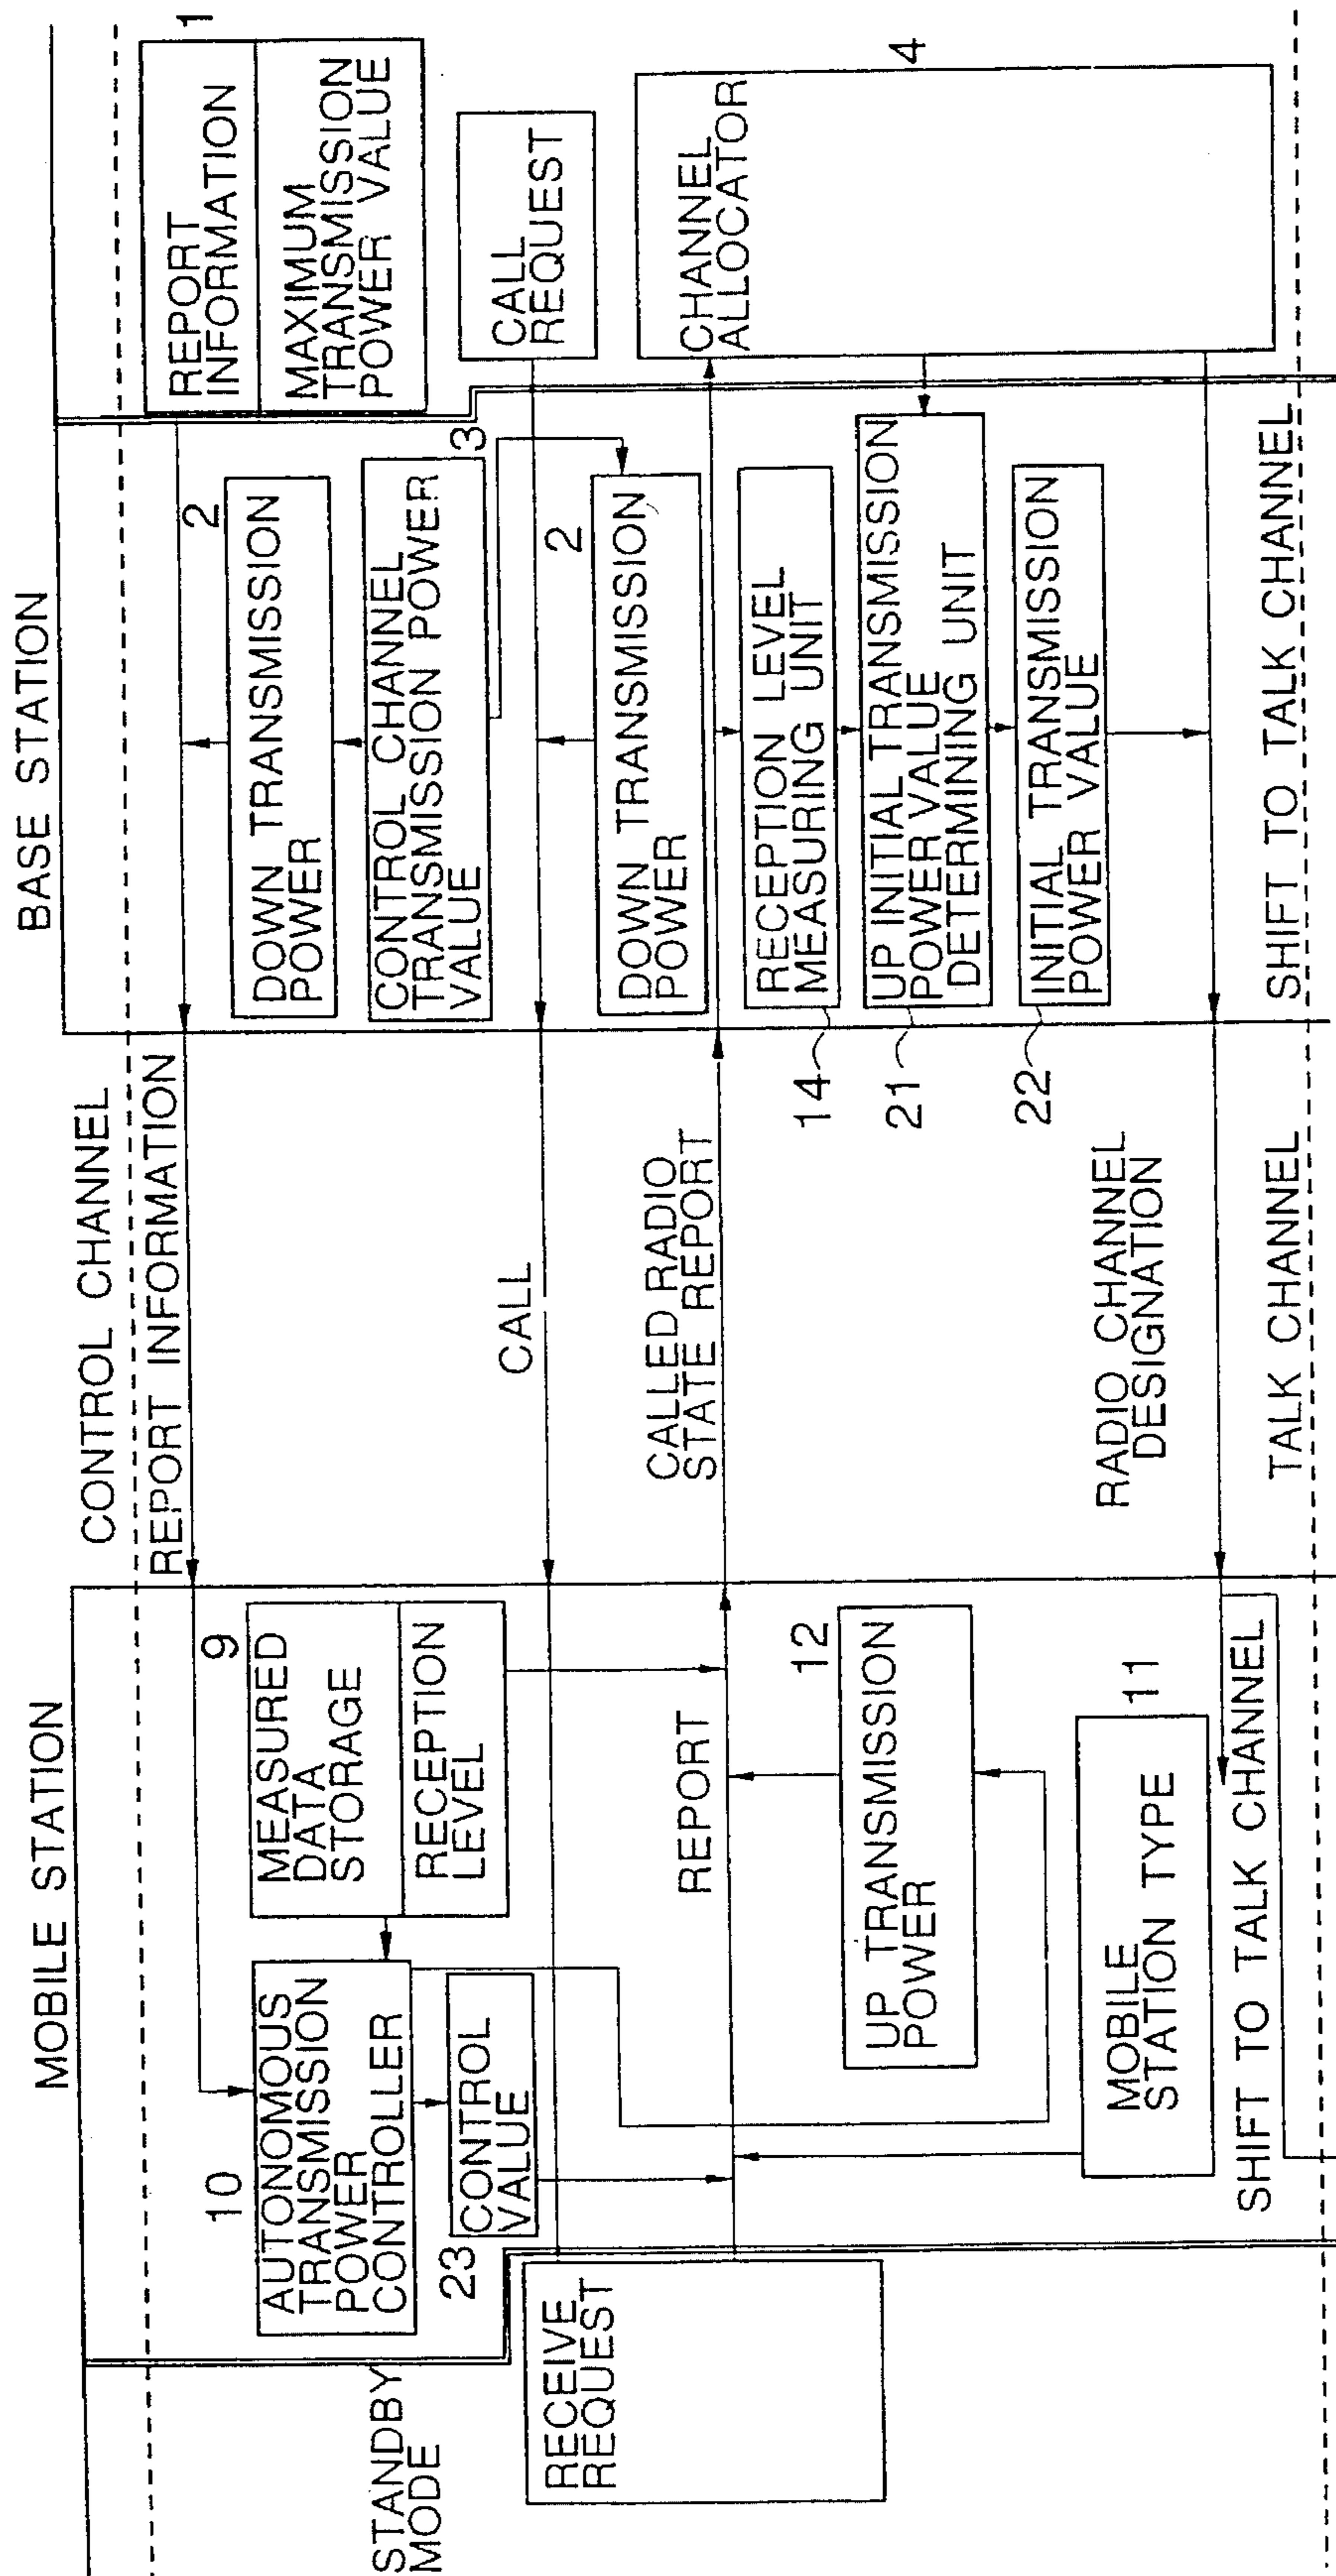 MOBILE STATION
BASE STATION
CONTROL CHANNEL
REPORT INFORMATION
STANDBY
MODE
10
AUTONOMOUS
TRANSMISSION
POWER
CONTROLLER
9
MEASURED
DATA
STORAGE
RECEPTION
LEVEL
23
CONTROL
VALUE
RECEIVE
REQUEST
REPORT
12
UP TRANSMISSION
POWER
MOBILE
STATION TYPE
11
SHIFT TO TALK CHANNEL
CALL
CALLED RADIO
STATE REPORT
RADIO CHANNEL
DESIGNATION
TALK CHANNEL
2
DOWN TRANSMISSION
POWER
3
CONTROL CHANNEL
TRANSMISSION POWER
VALUE
2
DOWN TRANSMISSION
POWER
14
RECEPTION LEVEL
MEASURING UNIT
21
UP INITIAL TRANSMISSION
POWER VALUE
DETERMINING UNIT
22
INITIAL TRANSMISSION
POWER VALUE
SHIFT TO TALK CHANNEL
1
REPORT
INFORMATION
MAXIMUM
TRANSMISSION
POWER VALUE
CALL
REQUEST
CHANNEL
ALLOCATOR
4